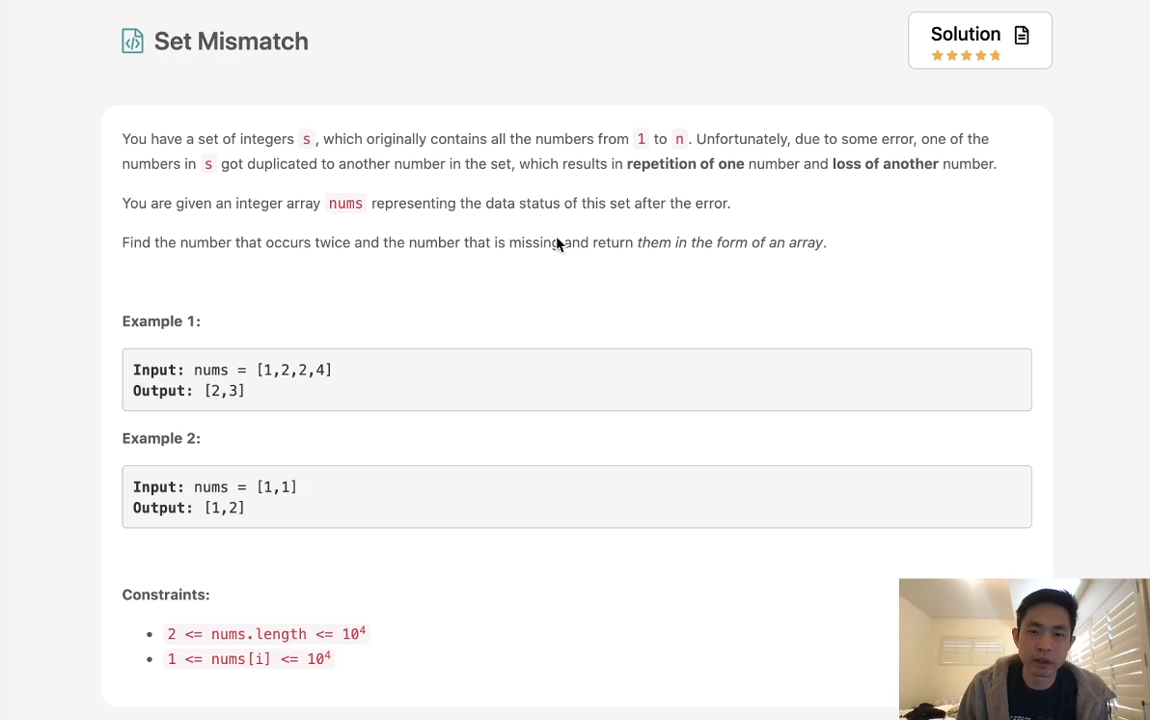 Set Mismatch
Solution
You have a set of integers s, which originally contains all the numbers from 1 to n. Unfortunately, due to some error, one of the
numbers in s got duplicated to another number in the set, which results in repetition of one number and loss of another number.
You are given an integer array nums representing the data status of this set after the error.
Find the number that occurs twice and the number that is missing and return them in the form of an array.
Example 1:
Input: nums = [1,2,2,4]
Output: [2,3]
Example 2:
Input: nums = [1,1]
Output: [1,2]
Constraints:
• 2 <= nums.length <= 10⁴
• 1 <= nums[i] <= 10⁴